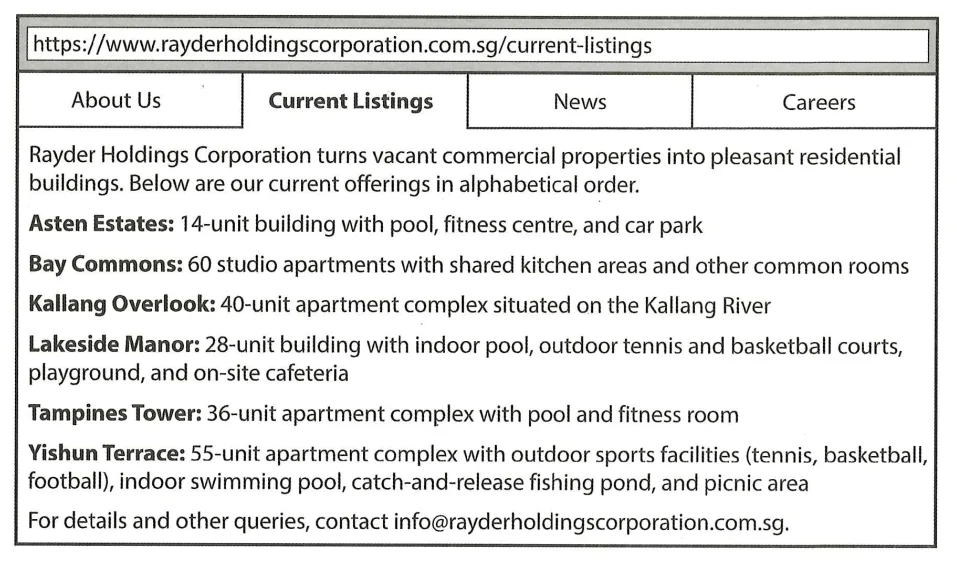 https://www.rayderholdingscorporation.com.sg/current-listings
About Us
Current Listings
News
Careers
Rayder Holdings Corporation turns vacant commercial properties into pleasant residential
buildings. Below are our current offerings in alphabetical order.
Asten Estates: 14-unit building with pool, fitness centre, and car park
Bay Commons: 60 studio apartments with shared kitchen areas and other common rooms
Kallang Overlook: 40-unit apartment complex situated on the Kallang River
Lakeside Manor: 28-unit building with indoor pool, outdoor tennis and basketball courts,
playground, and on-site cafeteria
Tampines Tower: 36-unit apartment complex with pool and fitness room
Yishun Terrace: 55-unit apartment complex with outdoor sports facilities (tennis, basketball,
football), indoor swimming pool, catch-and-release fishing pond, and picnic area
For details and other queries, contact info@rayderholdingscorporation.com.sg.